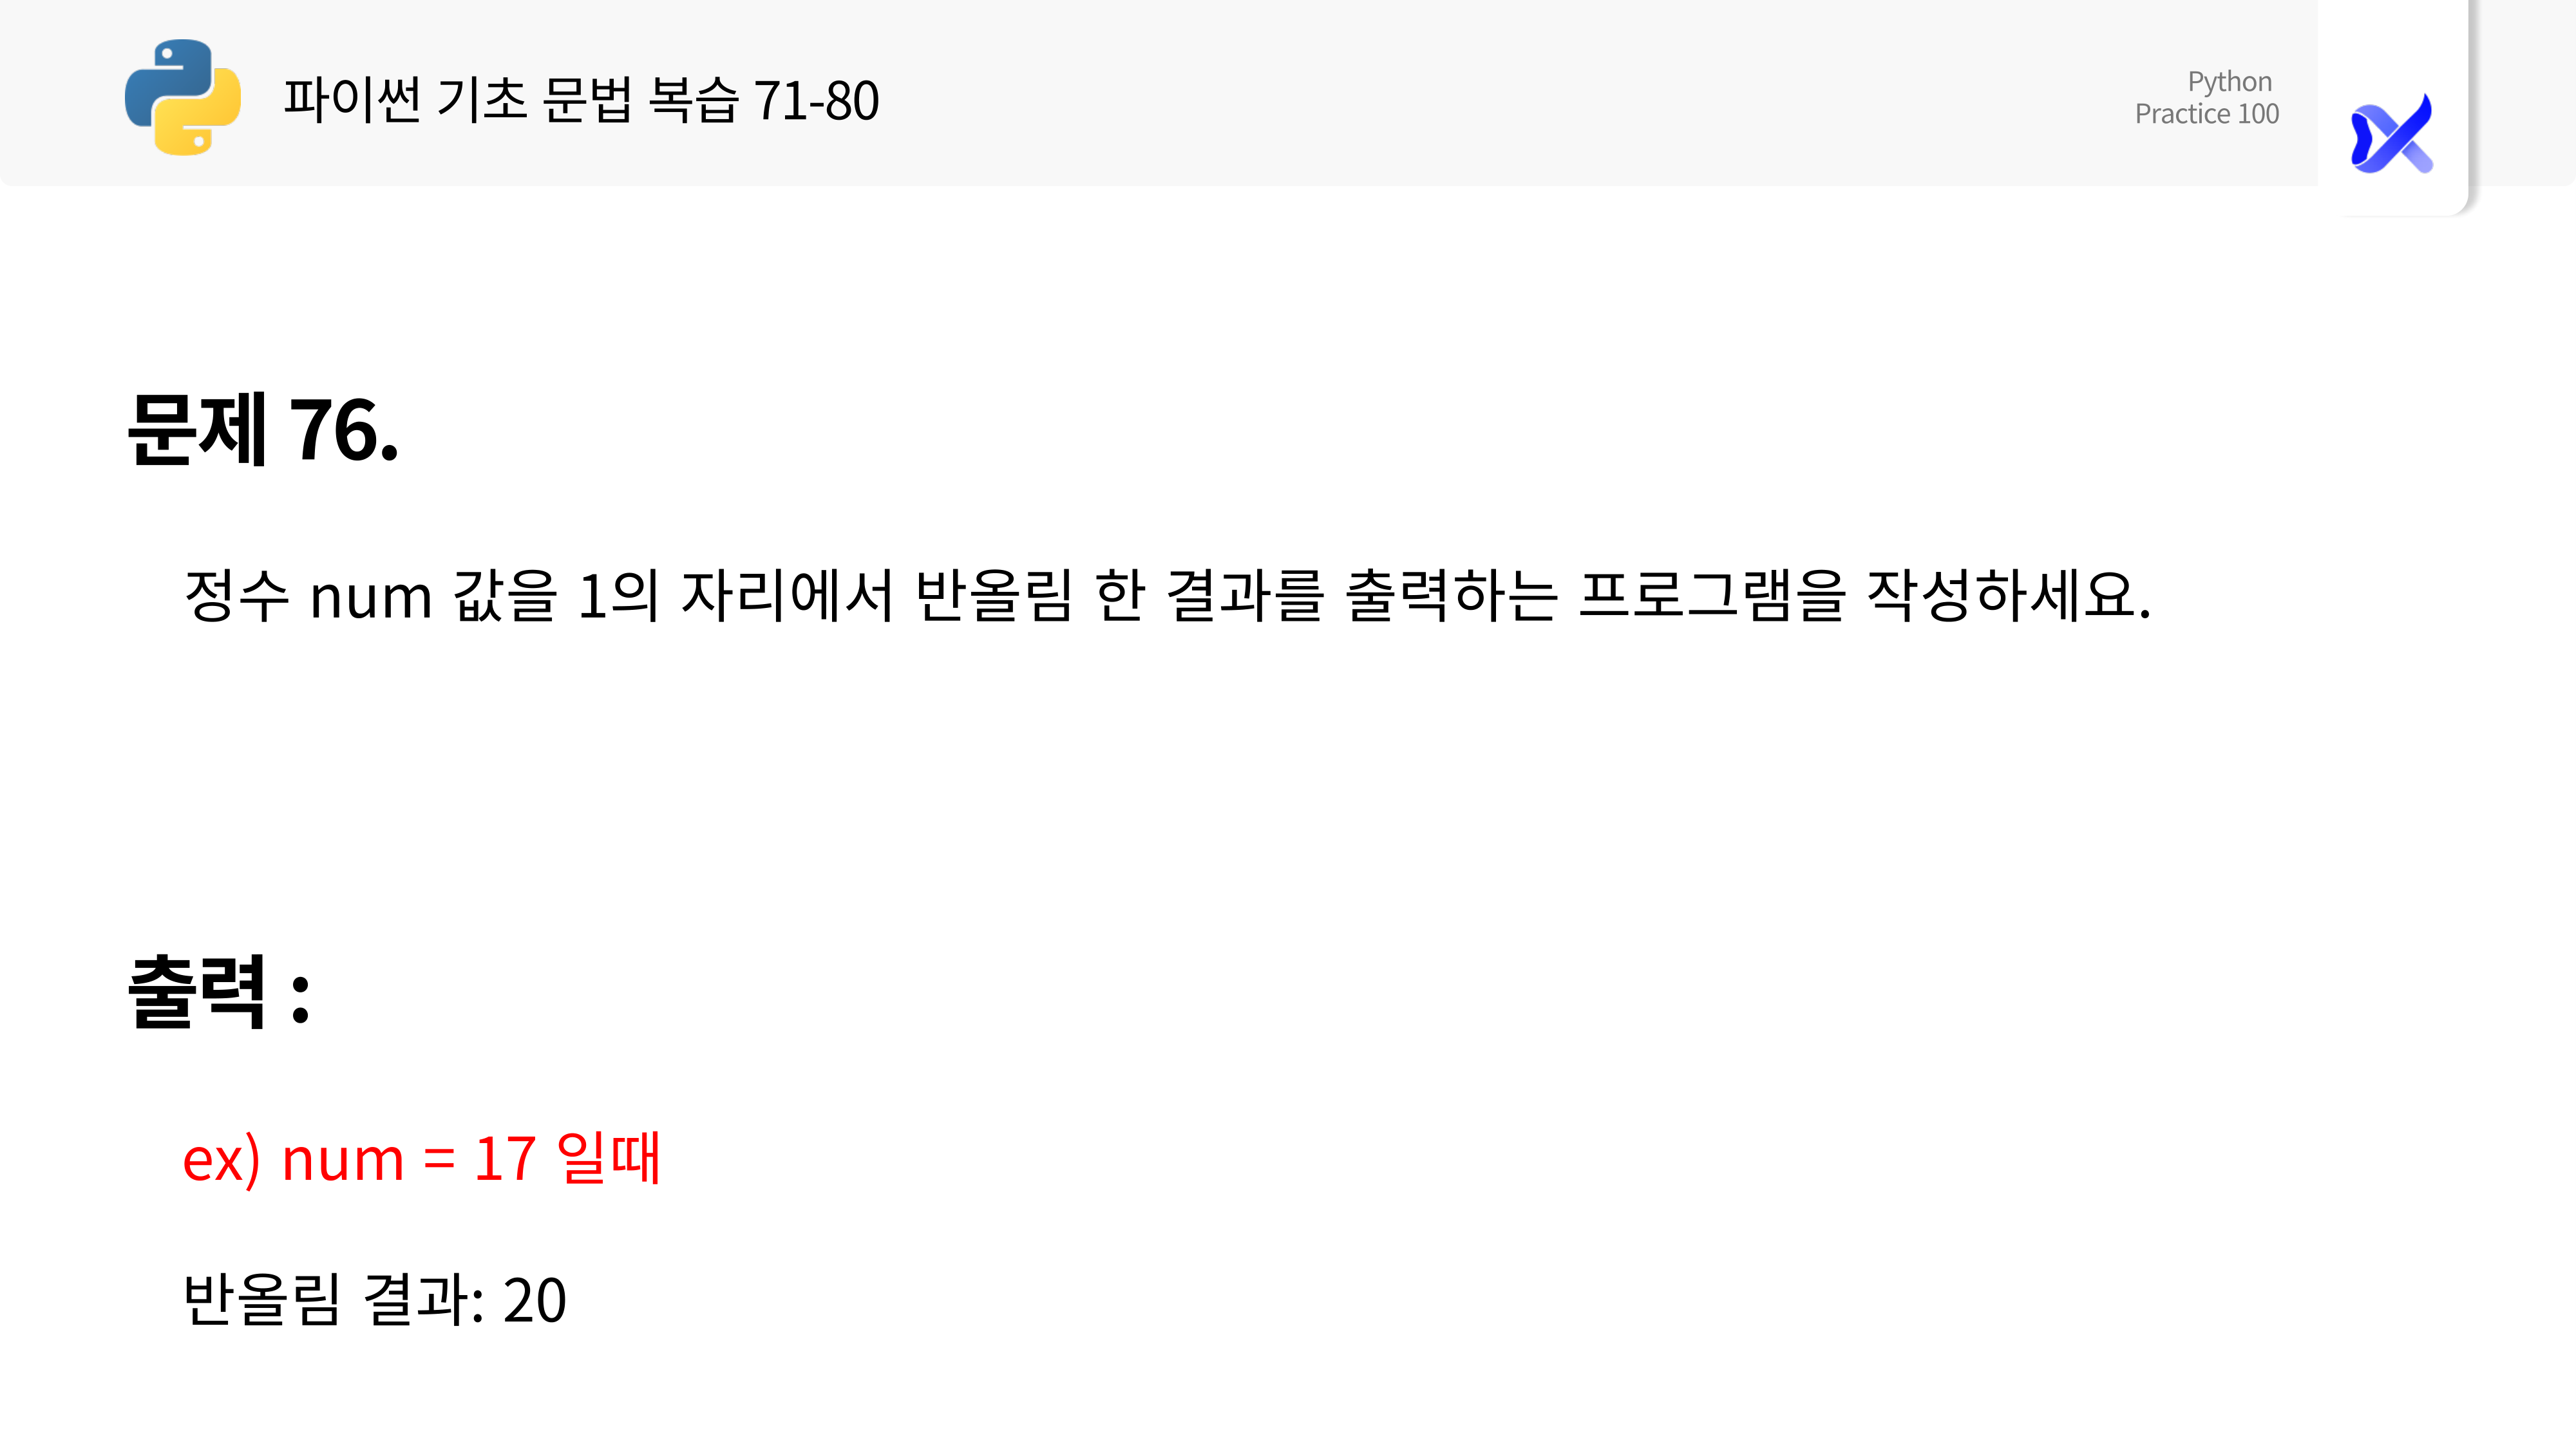 파이썬 기초 문법 복습 71-80
Python
Practice 100
문제 76.
정수 num 값을 1의 자리에서 반올림 한 결과를 출력하는 프로그램을 작성하세요.
출력 :
ex) num = 17 일때
반올림 결과: 20